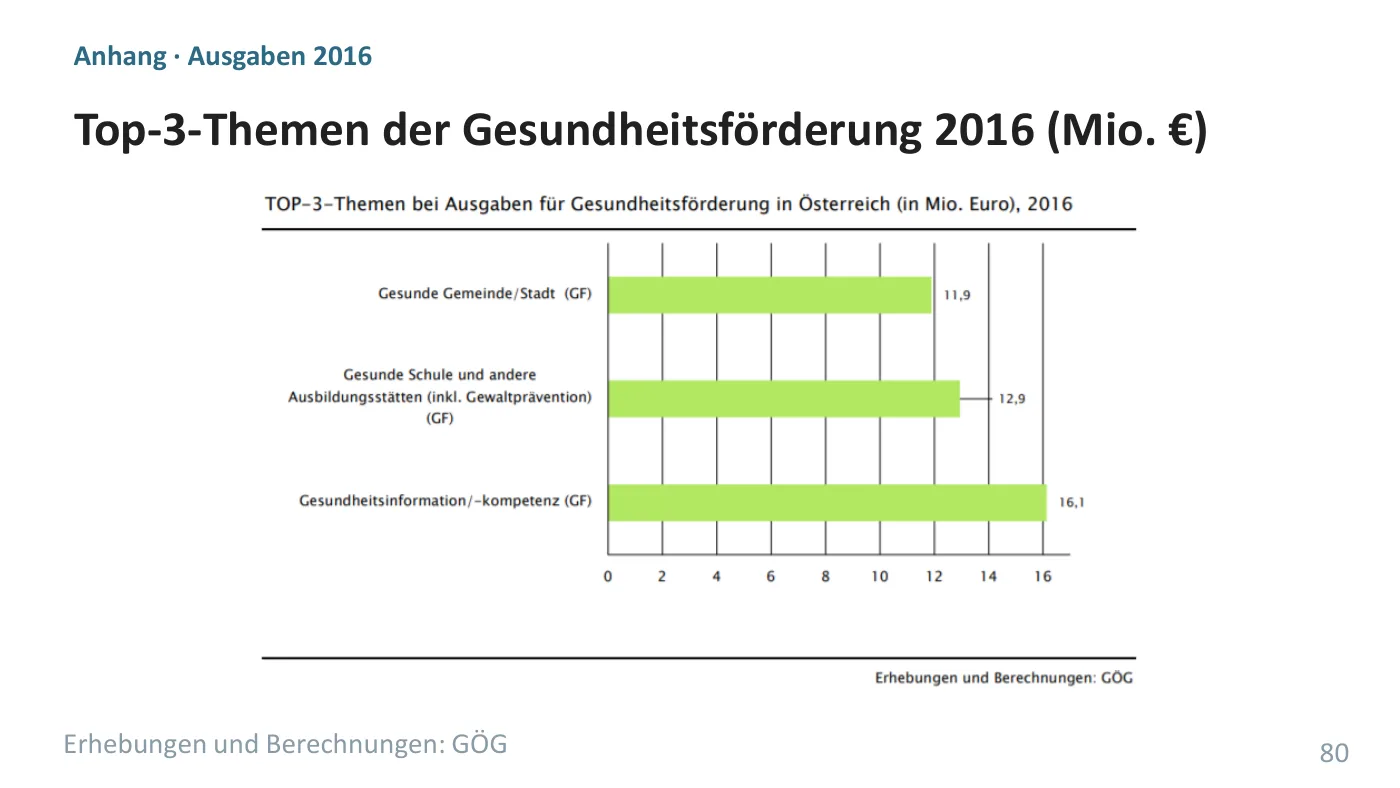 Anhang · Ausgaben 2016
Top-3-Themen der Gesundheitsförderung 2016 (Mio. €)
TOP-3-Themen bei Ausgaben für Gesundheitsförderung in Österreich (in Mio. Euro), 2016
Gesunde Gemeinde/Stadt (GF)
11,9
Gesunde Schule und andere
Ausbildungsstätten (inkl. Gewaltprävention)
(GF)
12,9
Gesundheitsinformation/-kompetenz (GF)
16,1
0 2 4 6 8 10 12 14 16
Erhebungen und Berechnungen: GÖG
Erhebungen und Berechnungen: GÖG
80